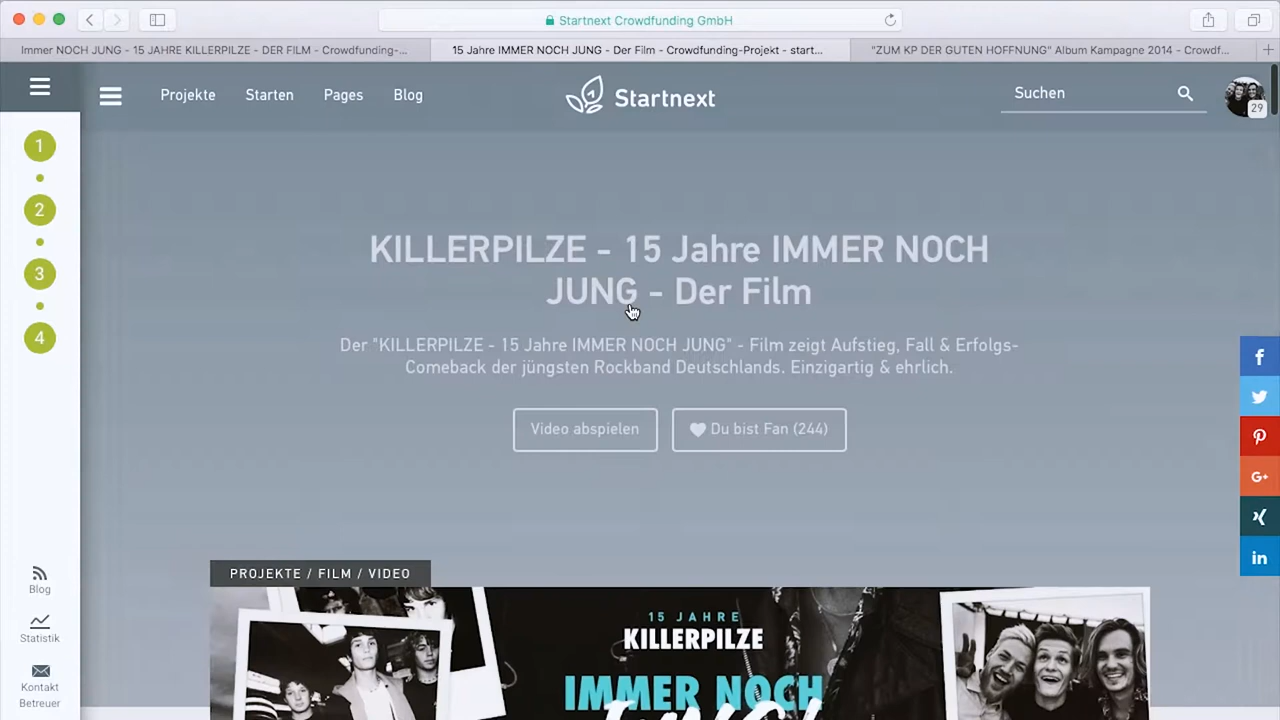 Startnext Crowdfunding GmbH
Immer NOCH JUNG - 15 JAHRE KILLERPILZE - DER FILM - Crowdfunding-...
15 Jahre IMMER NOCH JUNG - Der Film - Crowdfunding-Projekt - start...
"ZUM KP DER GUTEN HOFFNUNG" Album Kampagne 2014 - Crowdf...
Projekte
Starten
Pages
Blog
Startnext
Suchen
29
1
2
3
4
KILLERPILZE - 15 Jahre IMMER NOCH
JUNG - Der Film
Der "KILLERPILZE - 15 Jahre IMMER NOCH JUNG" - Film zeigt Aufstieg, Fall & Erfolgs-
Comeback der jüngsten Rockband Deutschlands. Einzigartig & ehrlich.
Video abspielen
Du bist Fan (244)
f
G+
in
PROJEKTE / FILM / VIDEO
15 JAHRE
KILLERPILZE
IMMER NOCH
JUNG!
Blog
Statistik
Kontakt
Betreuer